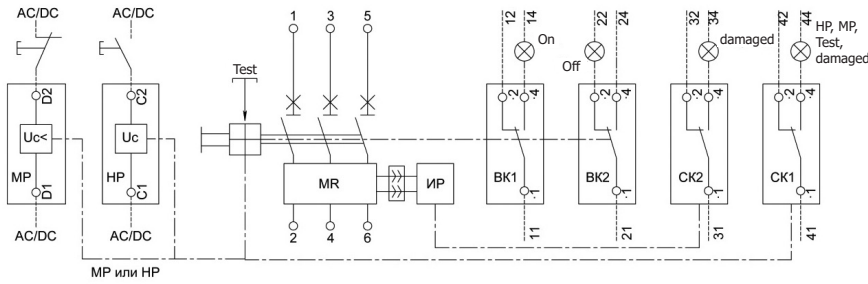 AC/DC
AC/DC
1
3
5
12
14
22
24
32
34
42
44
On
Off
damaged
HP, MP,
Test,
damaged
Test
D2
C2
.2
.4
.2
.4
.2
.4
.2
.4
Uc<
Uc
MP
HP
MR
ИР
ВК1
ВК2
СК2
СК1
D1
C1
.1
.1
.1
.1
AC/DC
AC/DC
2
4
6
11
21
31
41
МР или НР